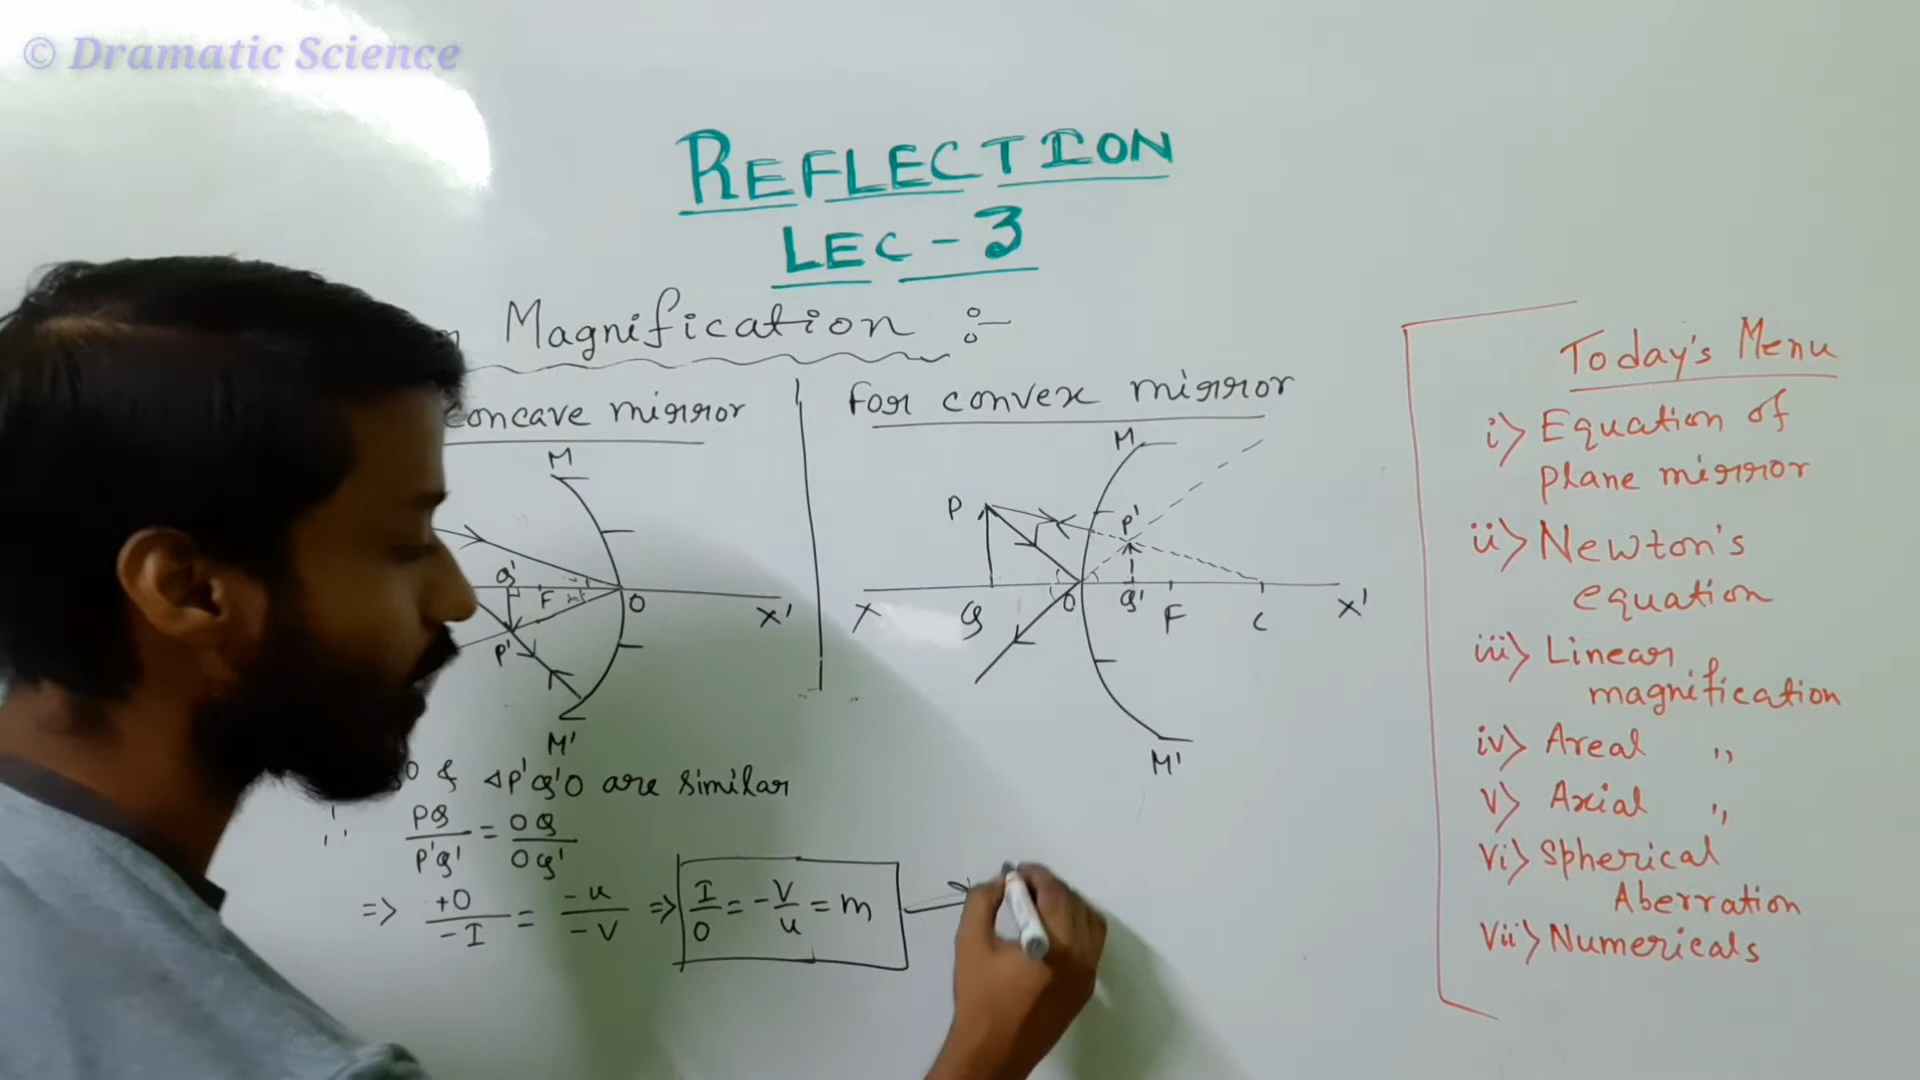 © Dramatic Science
REFLECTION
LEC-3
Magnification :-
concave mirror
For convex mirror
M
Q'
F
O
X'
P'
M'
M
P
P'
X
Q
O
Q'
F
C
X'
M'
O & ΔP'Q'O are similar
∴ PQ/P'Q' = OQ/OQ'
=> +O/-I = -u/-v => I/O = -v/u = m
Today's Menu
i) Equation of
plane mirror
ii) Newton's
equation
iii) Linear
magnification
iv) Areal "
v) Axial "
vi) Spherical
Aberration
vii) Numericals